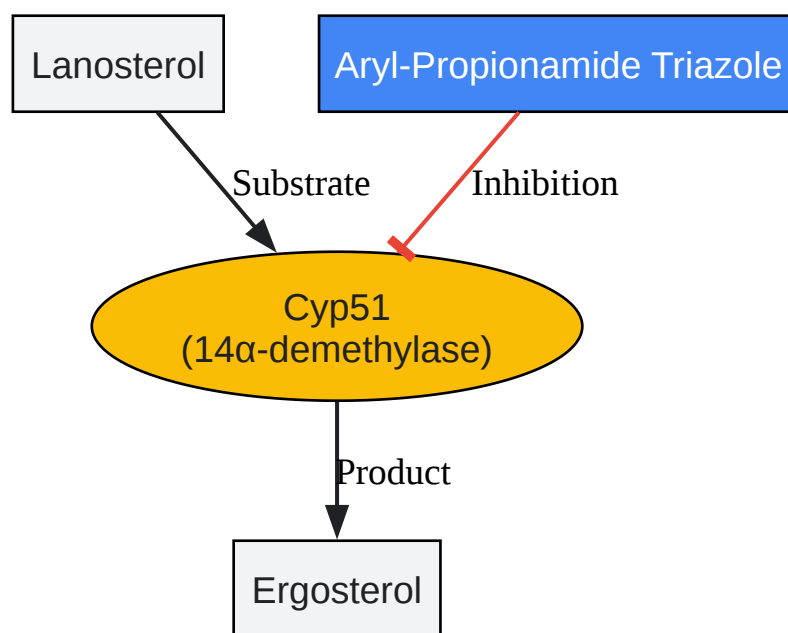 Lanosterol
Aryl-Propionamide Triazole
Substrate
Inhibition
Cyp51
(14α-demethylase)
Product
Ergosterol